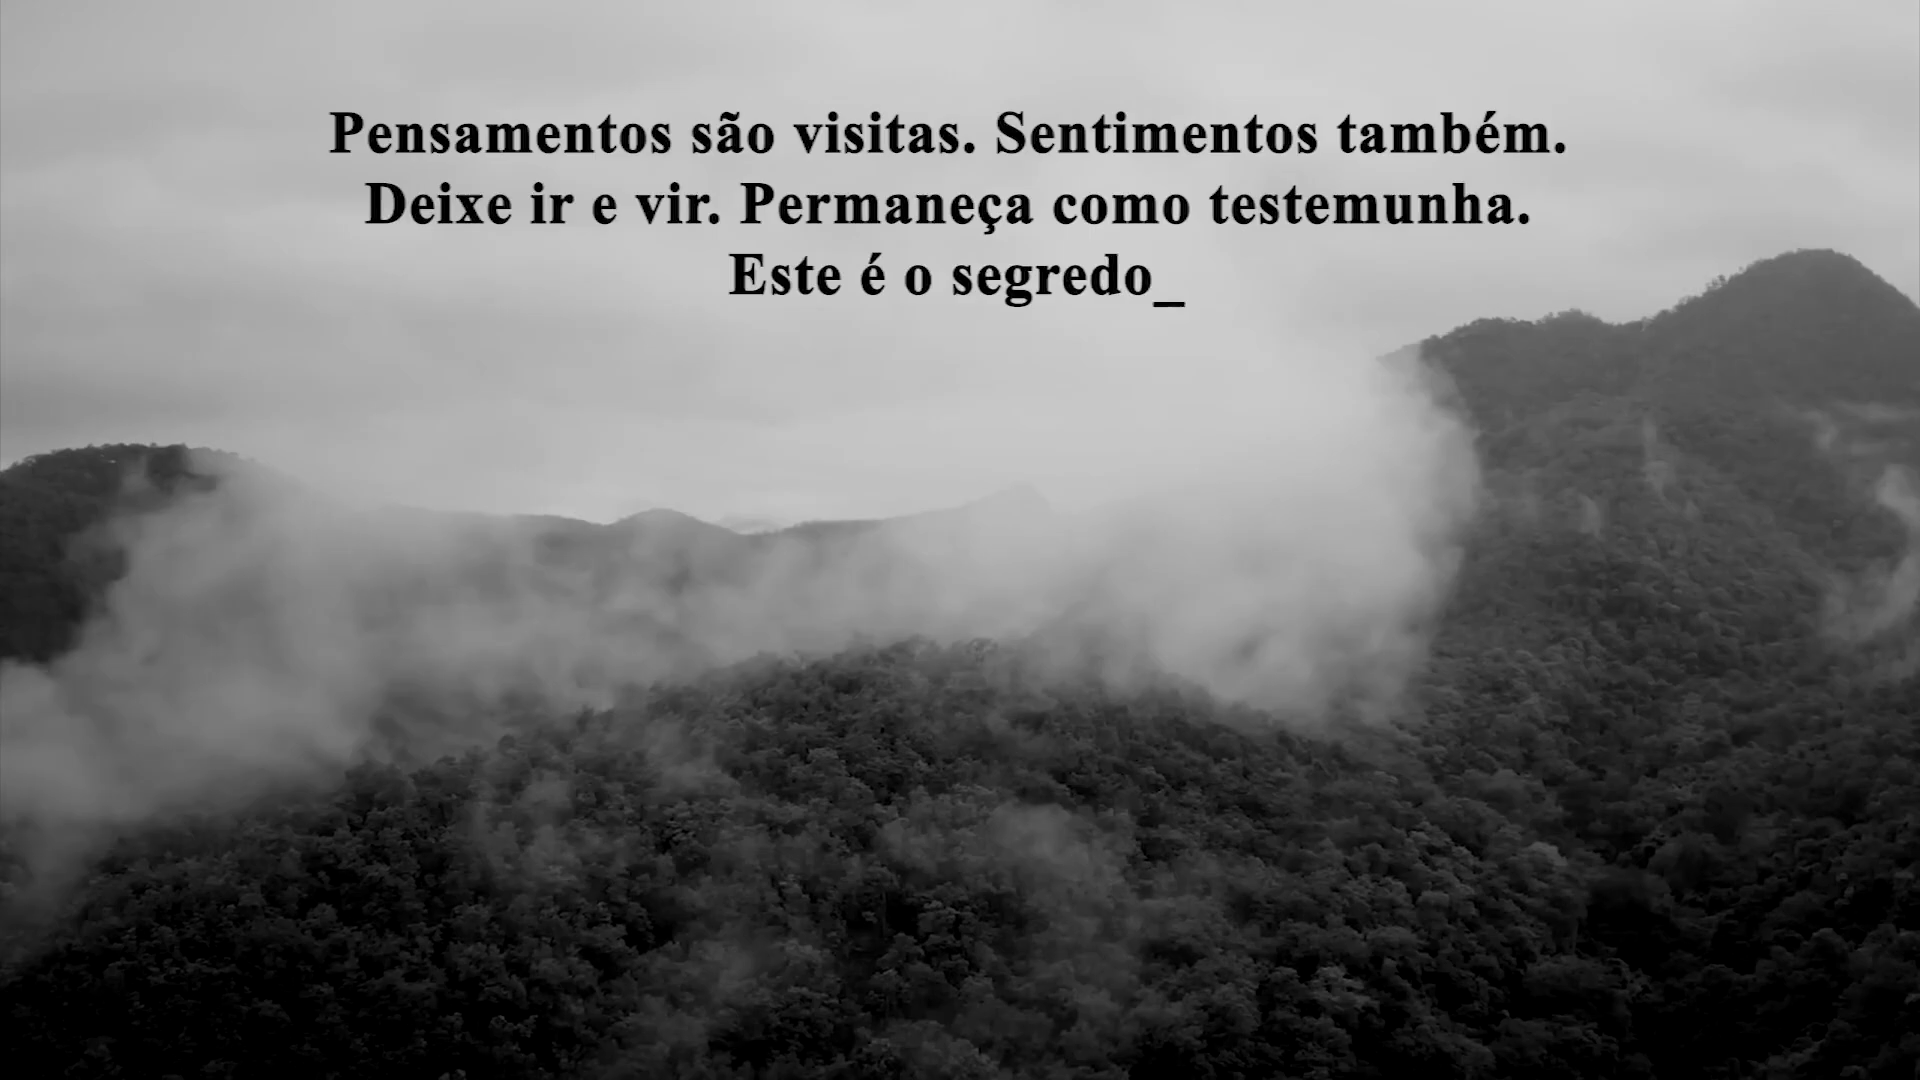 Pensamentos são visitas. Sentimentos também.
Deixe ir e vir. Permaneça como testemunha.
Este é o segredo_